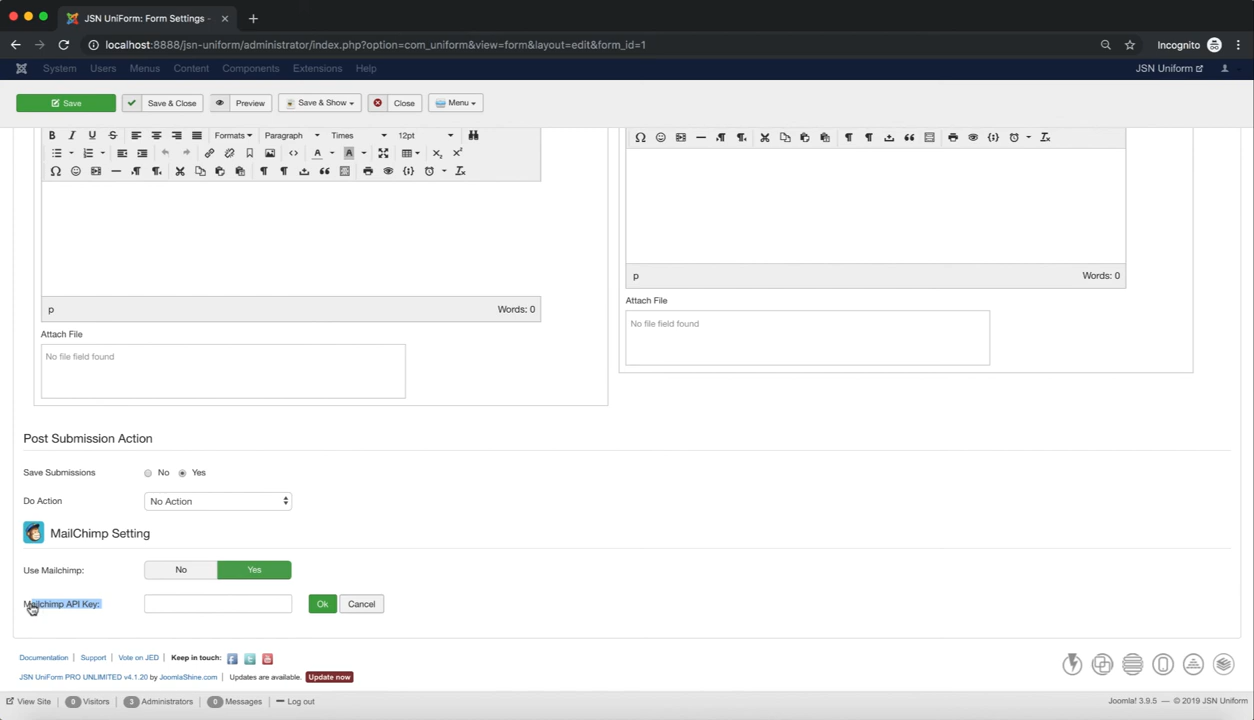 JSN UniForm: Form Settings -
localhost:8888/jsn-uniform/administrator/index.php?option=com_uniform&view=form&layout=edit&form_id=1
Incognito
System Users Menus Content Components Extensions Help
JSN Uniform
Save
Save & Close
Preview
Save & Show
Close
Menu
Formats Paragraph Times 12pt
p
Words: 0
Attach File
No file field found
p
Words: 0
Attach File
No file field found
Post Submission Action
Save Submissions No Yes
Do Action No Action
MailChimp Setting
Use Mailchimp: No Yes
Mailchimp API Key: Ok Cancel
Documentation | Support | Vote on JED | Keep in touch:
JSN UniForm PRO UNLIMITED v4.1.20 by JoomlaShine.com | Updates are available. Update now
View Site 0 Visitors 3 Administrators 0 Messages Log out
Joomla! 3.9.5 — © 2019 JSN Uniform